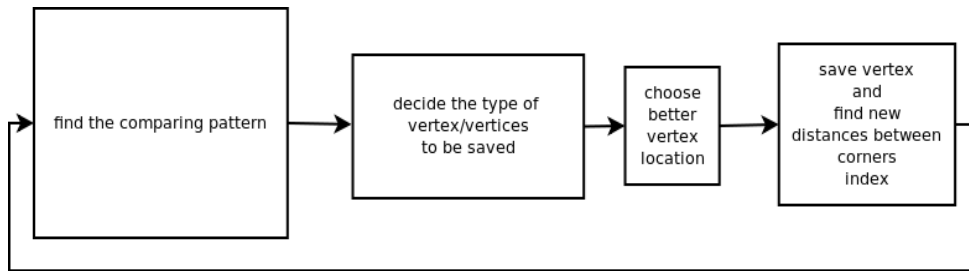 find the comparing pattern
decide the type of
vertex/vertices
to be saved
choose
better
vertex
location
save vertex
and
find new
distances between
corners
index